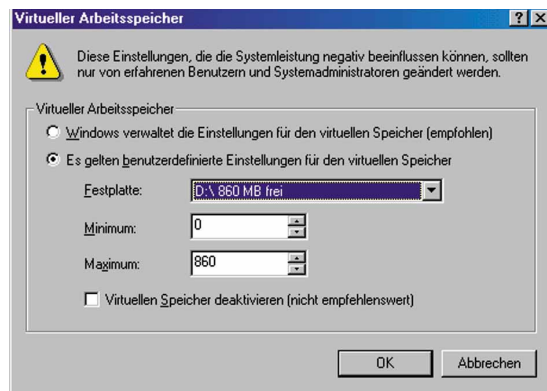 Virtueller Arbeitsspeicher
Diese Einstellungen, die die Systemleistung negativ beeinflussen können, sollten
nur von erfahrenen Benutzern und Systemadministratoren geändert werden.
Virtueller Arbeitsspeicher
Windows verwaltet die Einstellungen für den virtuellen Speicher (empfohlen)
Es gelten benutzerdefinierte Einstellungen für den virtuellen Speicher
Festplatte: D:\ 860 MB frei
Minimum: 0
Maximum: 860
Virtuellen Speicher deaktivieren (nicht empfehlenswert)
OK Abbrechen